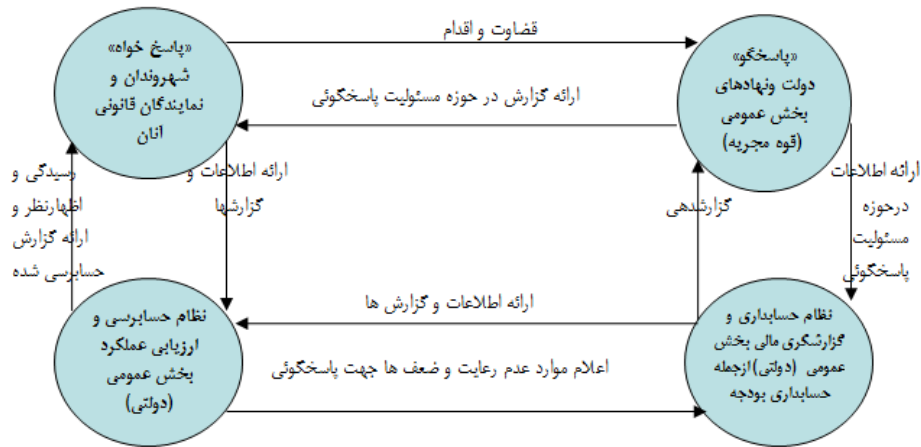 قضاوت و اقدام
«پاسخ خواه»
شهروندان و
نمایندگان قانونی
آنان
«پاسخگو»
دولت ونهادهای
بخش عمومی
(قوه مجریه)
ارائه گزارش در حوزه مسئولیت پاسخگوئی
ارائه اطلاعات
درحوزه
مسئولیت
پاسخگوئی
گزارشدهی
ارائه اطلاعات و
گزارشها
رسیدگی و
اظهارنظر و
ارائه گزارش
حسابرسی شده
نظام حسابداری و
گزارشگری مالی بخش
عمومی (دولتی)ازجمله
حسابداری بودجه
ارائه اطلاعات و گزارش ها
نظام حسابرسی و
ارزیابی عملکرد
بخش عمومی
(دولتی)
اعلام موارد عدم رعایت و ضعف ها جهت پاسخگوئی